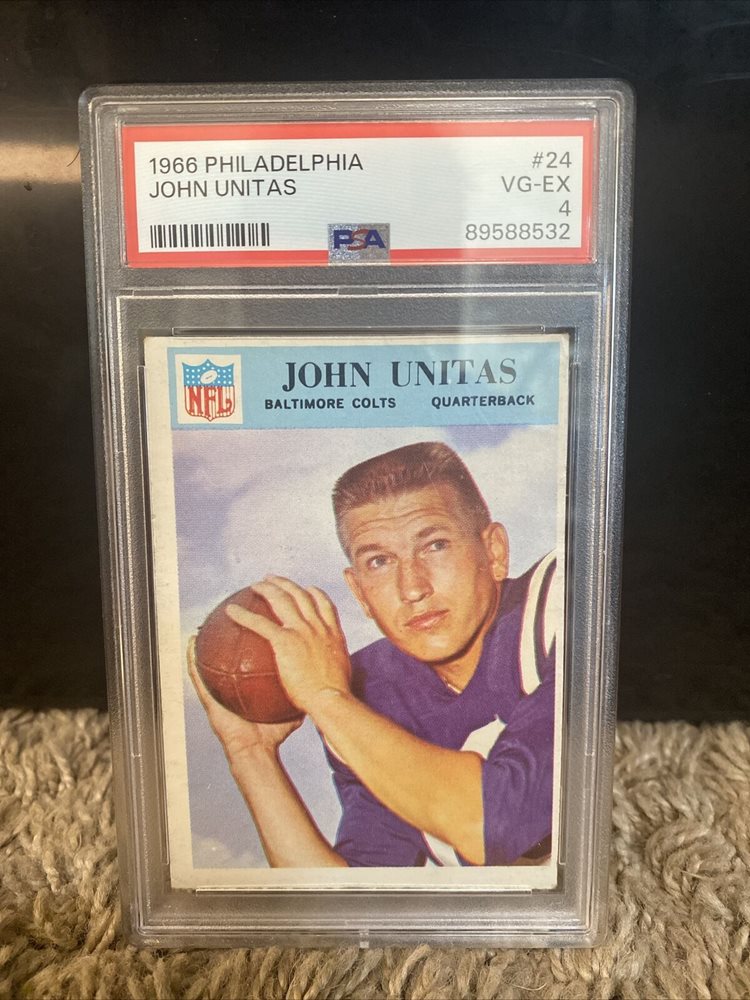 1966 PHILADELPHIA #24
JOHN UNITAS VG-EX
4
PSA 89588532
NFL
JOHN UNITAS
BALTIMORE COLTS QUARTERBACK